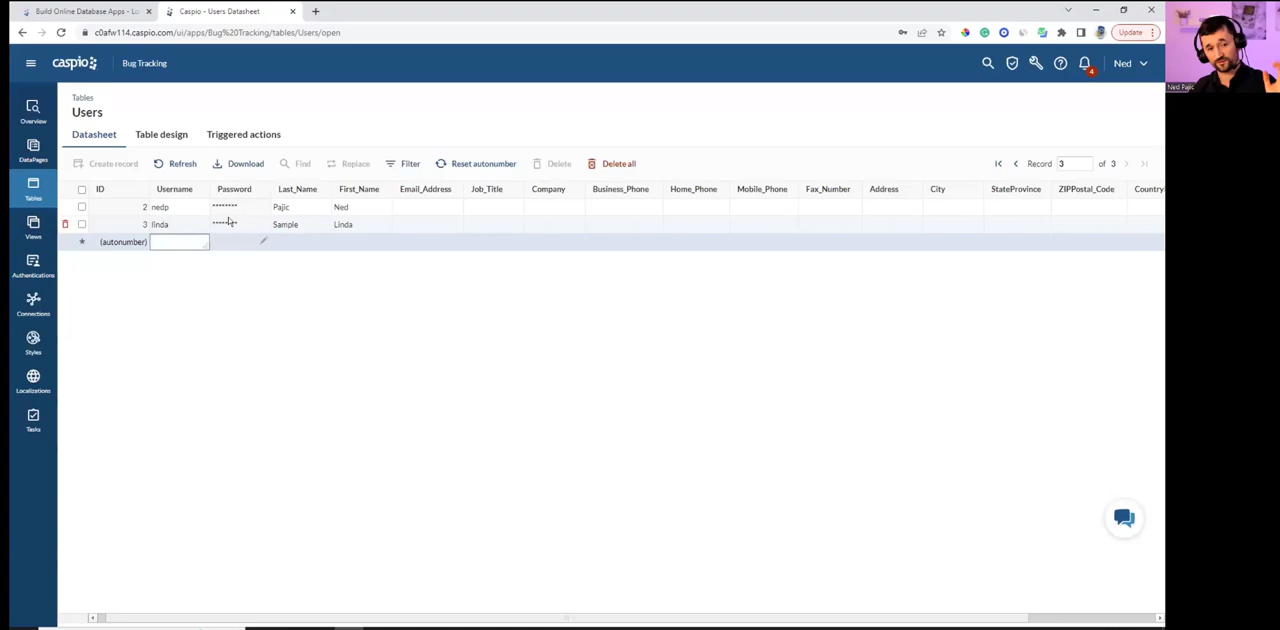 Build Online Database Apps - Lo
Caspio - Users Datasheet
c0afw114.caspio.com/ui/apps/Bug%20Tracking/tables/Users/open
Update
caspio
Bug Tracking
4
Ned
Ned Pajic
Overview
DataPages
Tables
Views
Authentications
Connections
Styles
Localizations
Tasks
Tables
Users
Datasheet Table design Triggered actions
Create record Refresh Download Find Replace Filter Reset autonumber Delete Delete all Record 3 of 3
ID Username Password Last_Name First_Name Email_Address Job_Title Company Business_Phone Home_Phone Mobile_Phone Fax_Number Address City StateProvince ZIPPostal_Code Country
2 nedp ******** Pajic Ned
3 linda ******** Sample Linda
(autonumber)